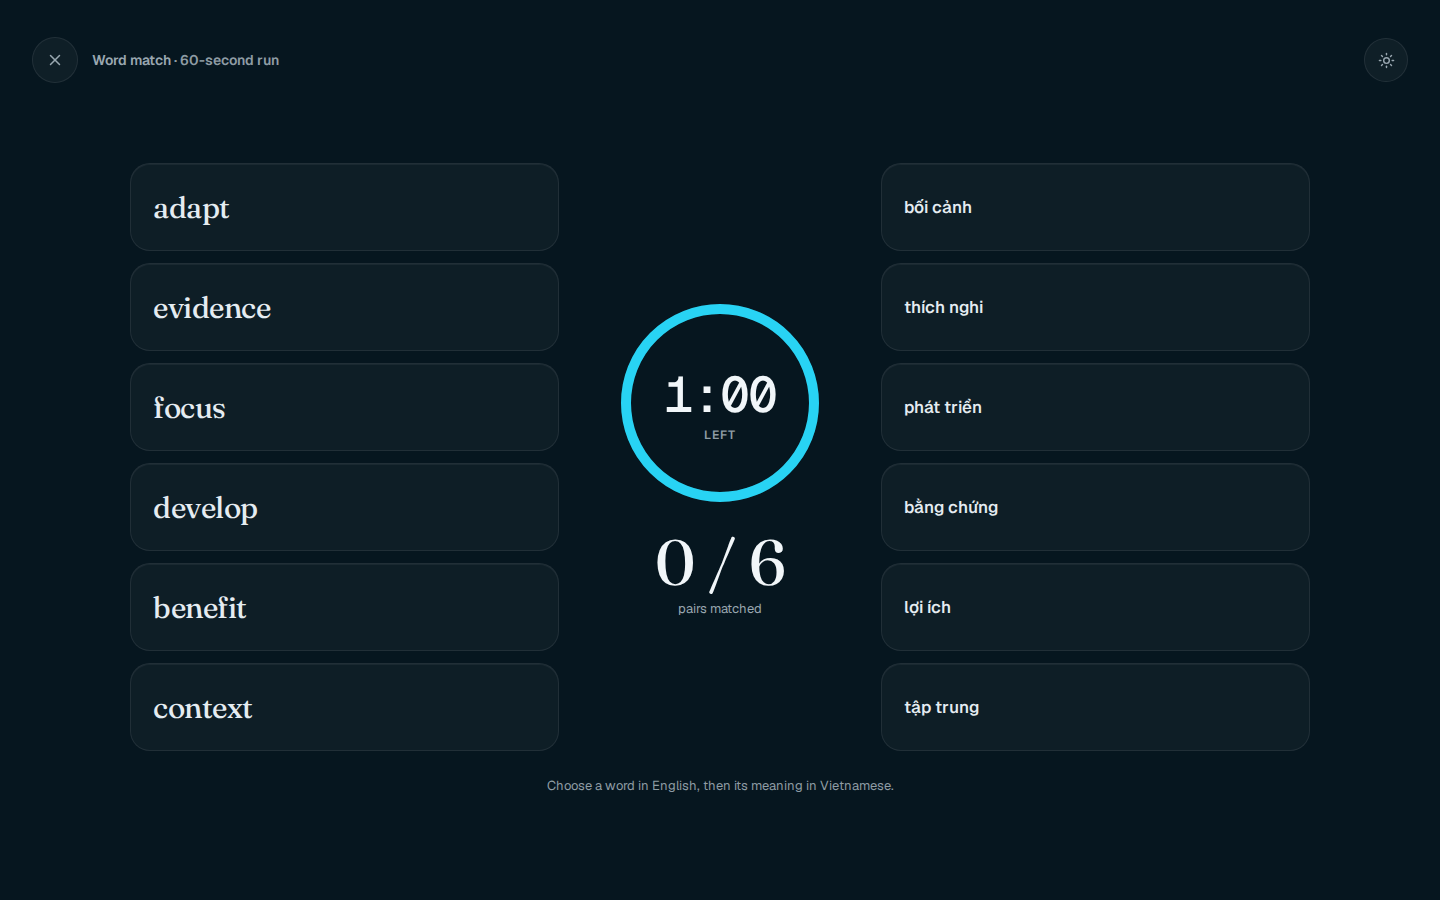 Word match · 60-second run
adapt
evidence
focus
develop
benefit
context
1:00
LEFT
0/6
pairs matched
bối cảnh
thích nghi
phát triển
bằng chứng
lợi ích
tập trung
Choose a word in English, then its meaning in Vietnamese.